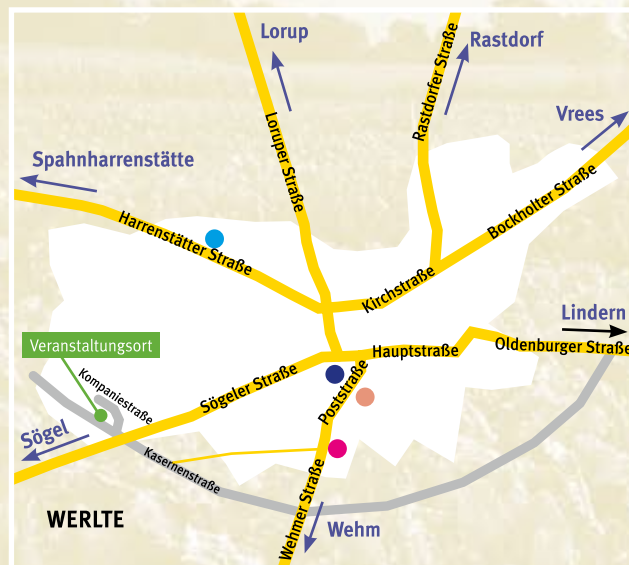 Lorup
Rastdorf
Rastdorfer Straße
Vrees
Loruper Straße
Spahnharrenstätte
Bockholter Straße
Harrenstätter Straße
Kirchstraße
Lindern
Veranstaltungsort
Hauptstraße
Oldenburger Straße
Kompaniestraße
Sögeler Straße
Poststraße
Sögel
Kasernenstraße
Wehmer Straße
WERLTE
Wehm